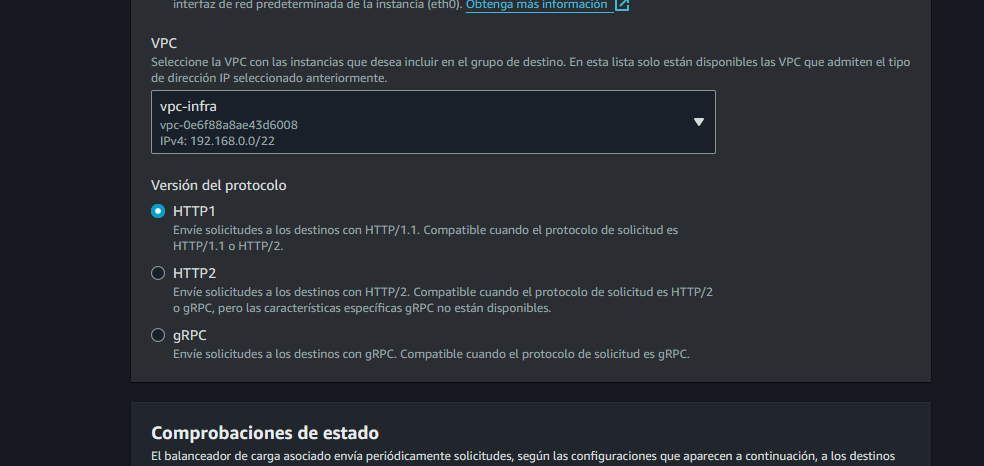 interfaz de red predeterminada de la instancia (eth0). Obtenga más información
VPC
Seleccione la VPC con las instancias que desea incluir en el grupo de destino. En esta lista solo están disponibles las VPC que admiten el tipo
de dirección IP seleccionado anteriormente.
vpc-infra
vpc-0e6f88a8ae43d6008
IPv4: 192.168.0.0/22
Versión del protocolo
HTTP1
Envíe solicitudes a los destinos con HTTP/1.1. Compatible cuando el protocolo de solicitud es
HTTP/1.1 o HTTP/2.
HTTP2
Envíe solicitudes a los destinos con HTTP/2. Compatible cuando el protocolo de solicitud es HTTP/2
o gRPC, pero las características específicas gRPC no están disponibles.
gRPC
Envíe solicitudes a los destinos con gRPC. Compatible cuando el protocolo de solicitud es gRPC.
Comprobaciones de estado
El balanceador de carga asociado envía periódicamente solicitudes, según las configuraciones que aparecen a continuación, a los destinos